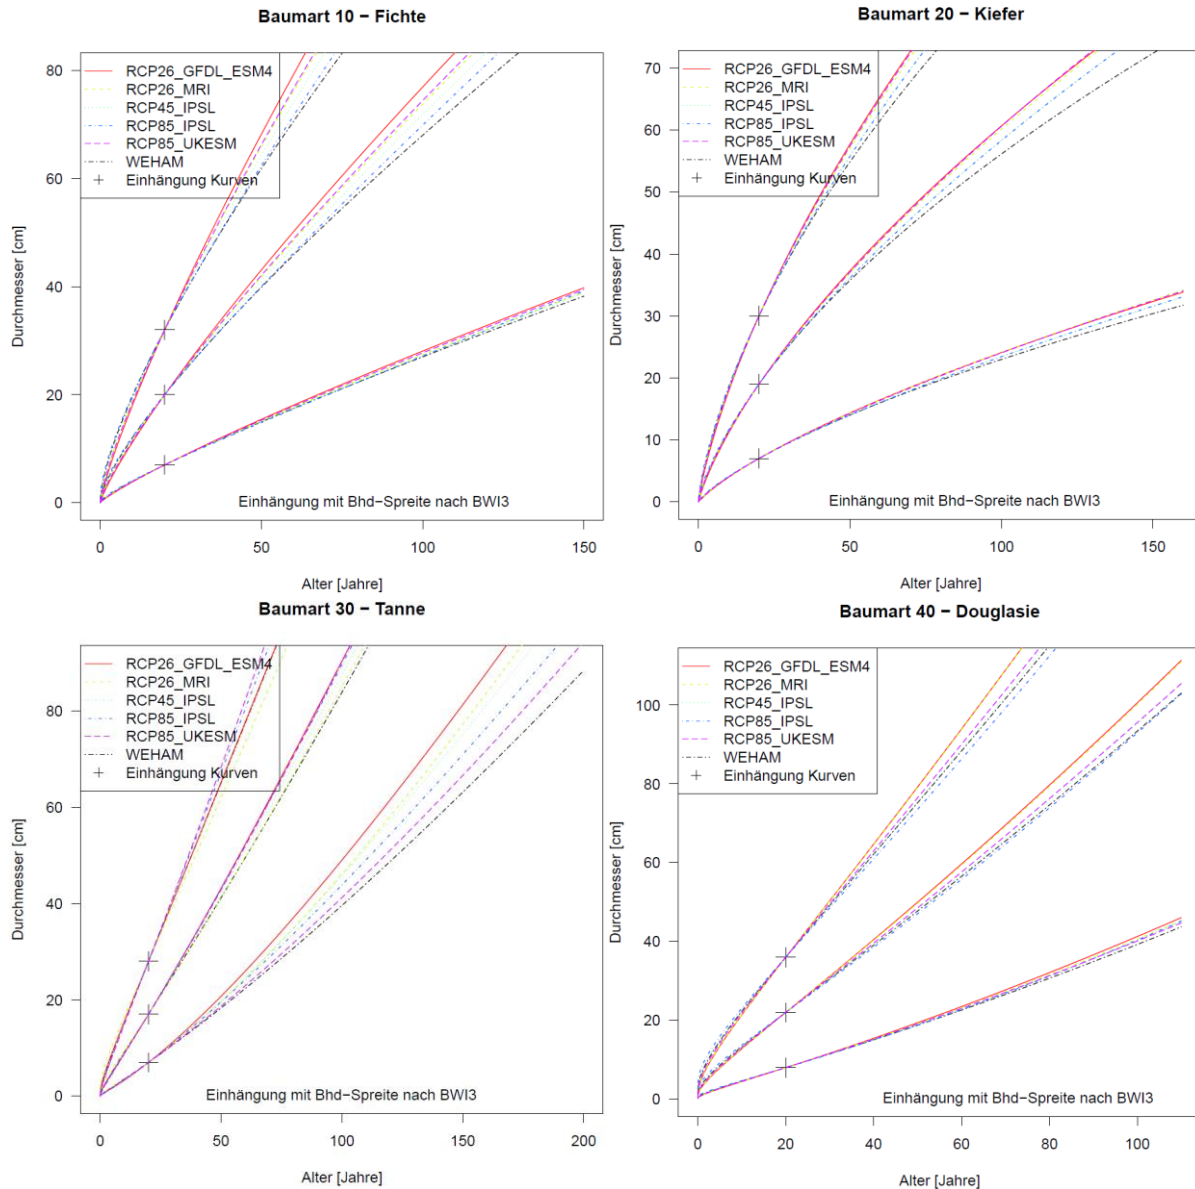 Baumart 10 − Fichte
Durchmesser [cm]
80
60
40
20
0
RCP26_GFDL_ESM4
RCP26_MRI
RCP45_IPSL
RCP85_IPSL
RCP85_UKESM
WEHAM
Einhängung Kurven
Einhängung mit Bhd−Spreite nach BWI3
0 50 100 150
Alter [Jahre]
Baumart 20 − Kiefer
Durchmesser [cm]
70
60
50
40
30
20
10
0
RCP26_GFDL_ESM4
RCP26_MRI
RCP45_IPSL
RCP85_IPSL
RCP85_UKESM
WEHAM
Einhängung Kurven
Einhängung mit Bhd−Spreite nach BWI3
0 50 100 150
Alter [Jahre]
Baumart 30 − Tanne
Durchmesser [cm]
80
60
40
20
0
RCP26_GFDL_ESM4
RCP26_MRI
RCP45_IPSL
RCP85_IPSL
RCP85_UKESM
WEHAM
Einhängung Kurven
Einhängung mit Bhd−Spreite nach BWI3
0 50 100 150 200
Alter [Jahre]
Baumart 40 − Douglasie
Durchmesser [cm]
100
80
60
40
20
0
RCP26_GFDL_ESM4
RCP26_MRI
RCP45_IPSL
RCP85_IPSL
RCP85_UKESM
WEHAM
Einhängung Kurven
Einhängung mit Bhd−Spreite nach BWI3
0 20 40 60 80 100
Alter [Jahre]